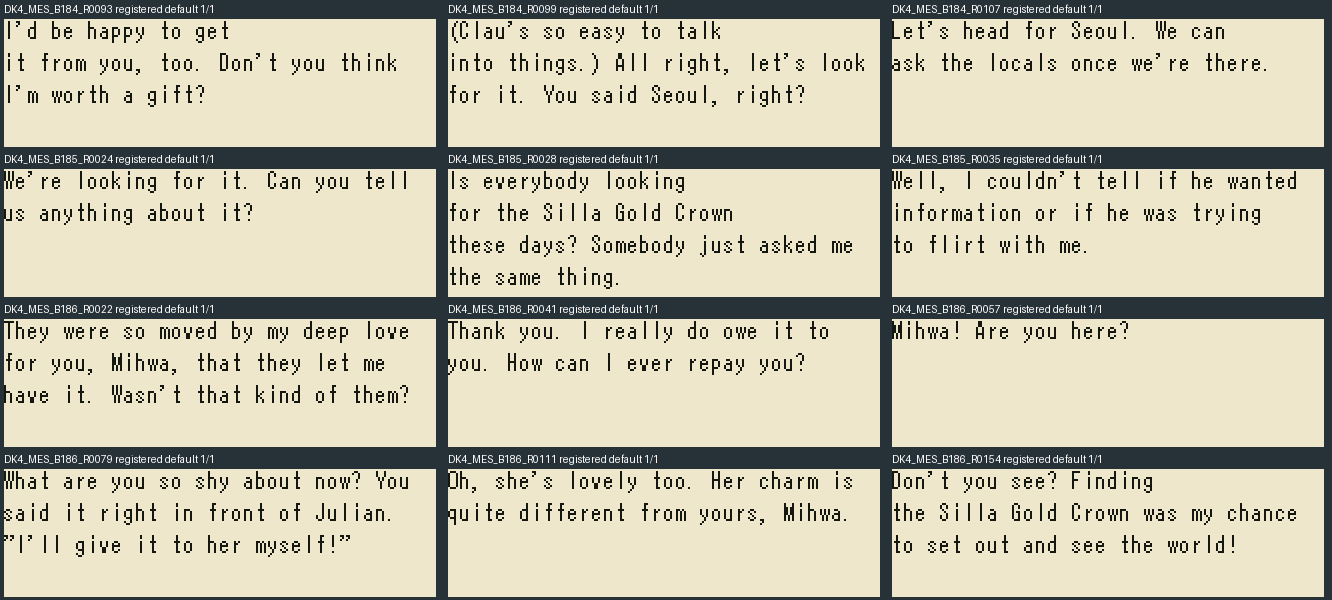 DK4_MES_B184_R0093 registered default 1/1
I'd be happy to get
it from you, too. Don't you think
I'm worth a gift?
DK4_MES_B184_R0099 registered default 1/1
(Clau's so easy to talk
into things.) All right, let's look
for it. You said Seoul, right?
DK4_MES_B184_R0107 registered default 1/1
Let's head for Seoul. We can
ask the locals once we're there.
DK4_MES_B185_R0024 registered default 1/1
We're looking for it. Can you tell
us anything about it?
DK4_MES_B185_R0028 registered default 1/1
Is everybody looking
for the Silla Gold Crown
these days? Somebody just asked me
the same thing.
DK4_MES_B185_R0035 registered default 1/1
Well, I couldn't tell if he wanted
information or if he was trying
to flirt with me.
DK4_MES_B186_R0022 registered default 1/1
They were so moved by my deep love
for you, Mihwa, that they let me
have it. Wasn't that kind of them?
DK4_MES_B186_R0041 registered default 1/1
Thank you. I really do owe it to
you. How can I ever repay you?
DK4_MES_B186_R0057 registered default 1/1
Mihwa! Are you here?
DK4_MES_B186_R0079 registered default 1/1
What are you so shy about now? You
said it right in front of Julian.
"I'll give it to her myself!"
DK4_MES_B186_R0111 registered default 1/1
Oh, she's lovely too. Her charm is
quite different from yours, Mihwa.
DK4_MES_B186_R0154 registered default 1/1
Don't you see? Finding
the Silla Gold Crown was my chance
to set out and see the world!